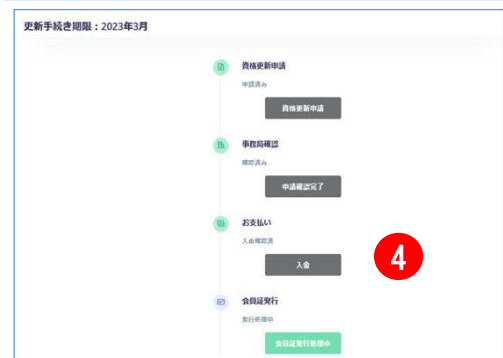 更新手続き期限：2023年3月
資格更新申請
申請済み
資格更新申請
事務局確認
確認済み
申請確認完了
お支払い
入金確認済
入金
4
会員証発行
発行処理中
会員証発行処理中